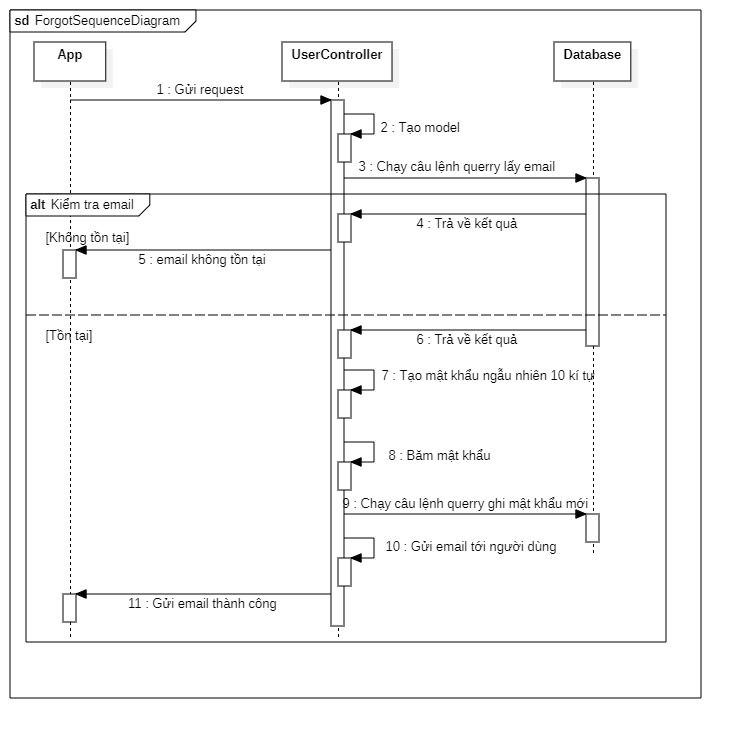 sd ForgotSequenceDiagram
App
UserController
Database
1 : Gửi request
2 : Tạo model
3 : Chạy câu lệnh querry lấy email
alt Kiểm tra email
4 : Trả về kết quả
[Không tồn tại]
5 : email không tồn tại
[Tồn tại]
6 : Trả về kết quả
7 : Tạo mật khẩu ngẫu nhiên 10 kí tự
8 : Băm mật khẩu
9 : Chạy câu lệnh querry ghi mật khẩu mới
10 : Gửi email tới người dùng
11 : Gửi email thành công